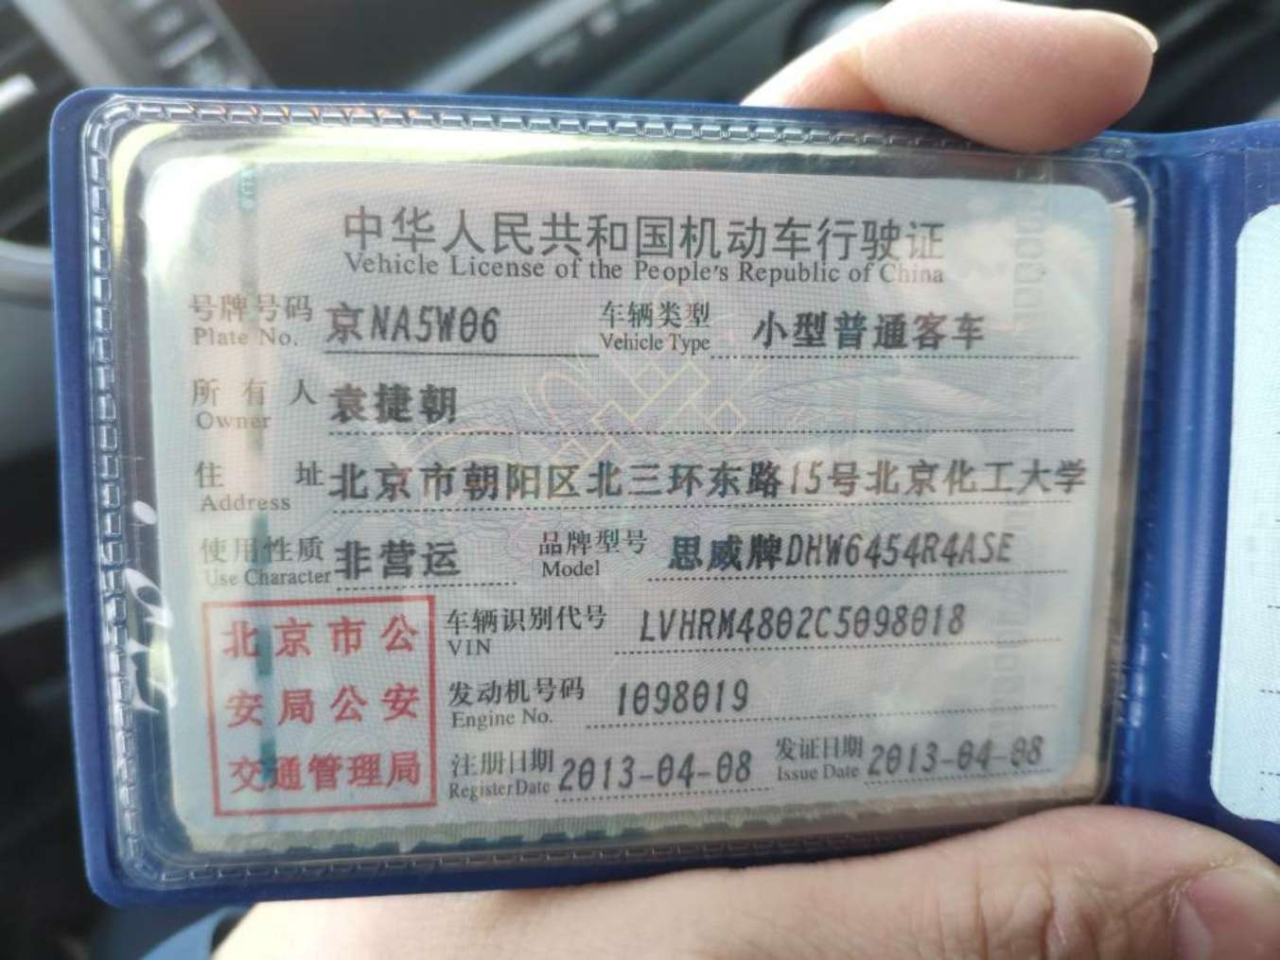 中华人民共和国机动车行驶证
Vehicle License of the People's Republic of China
号牌号码 京NA5W06 车辆类型 小型普通客车
Plate No. Vehicle Type
所有人 袁捷朝
Owner
住址 北京市朝阳区北三环东路15号北京化工大学
Address
使用性质 非营运 品牌型号 思威牌DHW6454R4ASE
Use Character Model
北京市公
安局公安
交通管理局
车辆识别代号 LVHRM4802C5098018
VIN
发动机号码 1098019
Engine No.
注册日期 2013-04-08 发证日期 2013-04-08
Register Date Issue Date